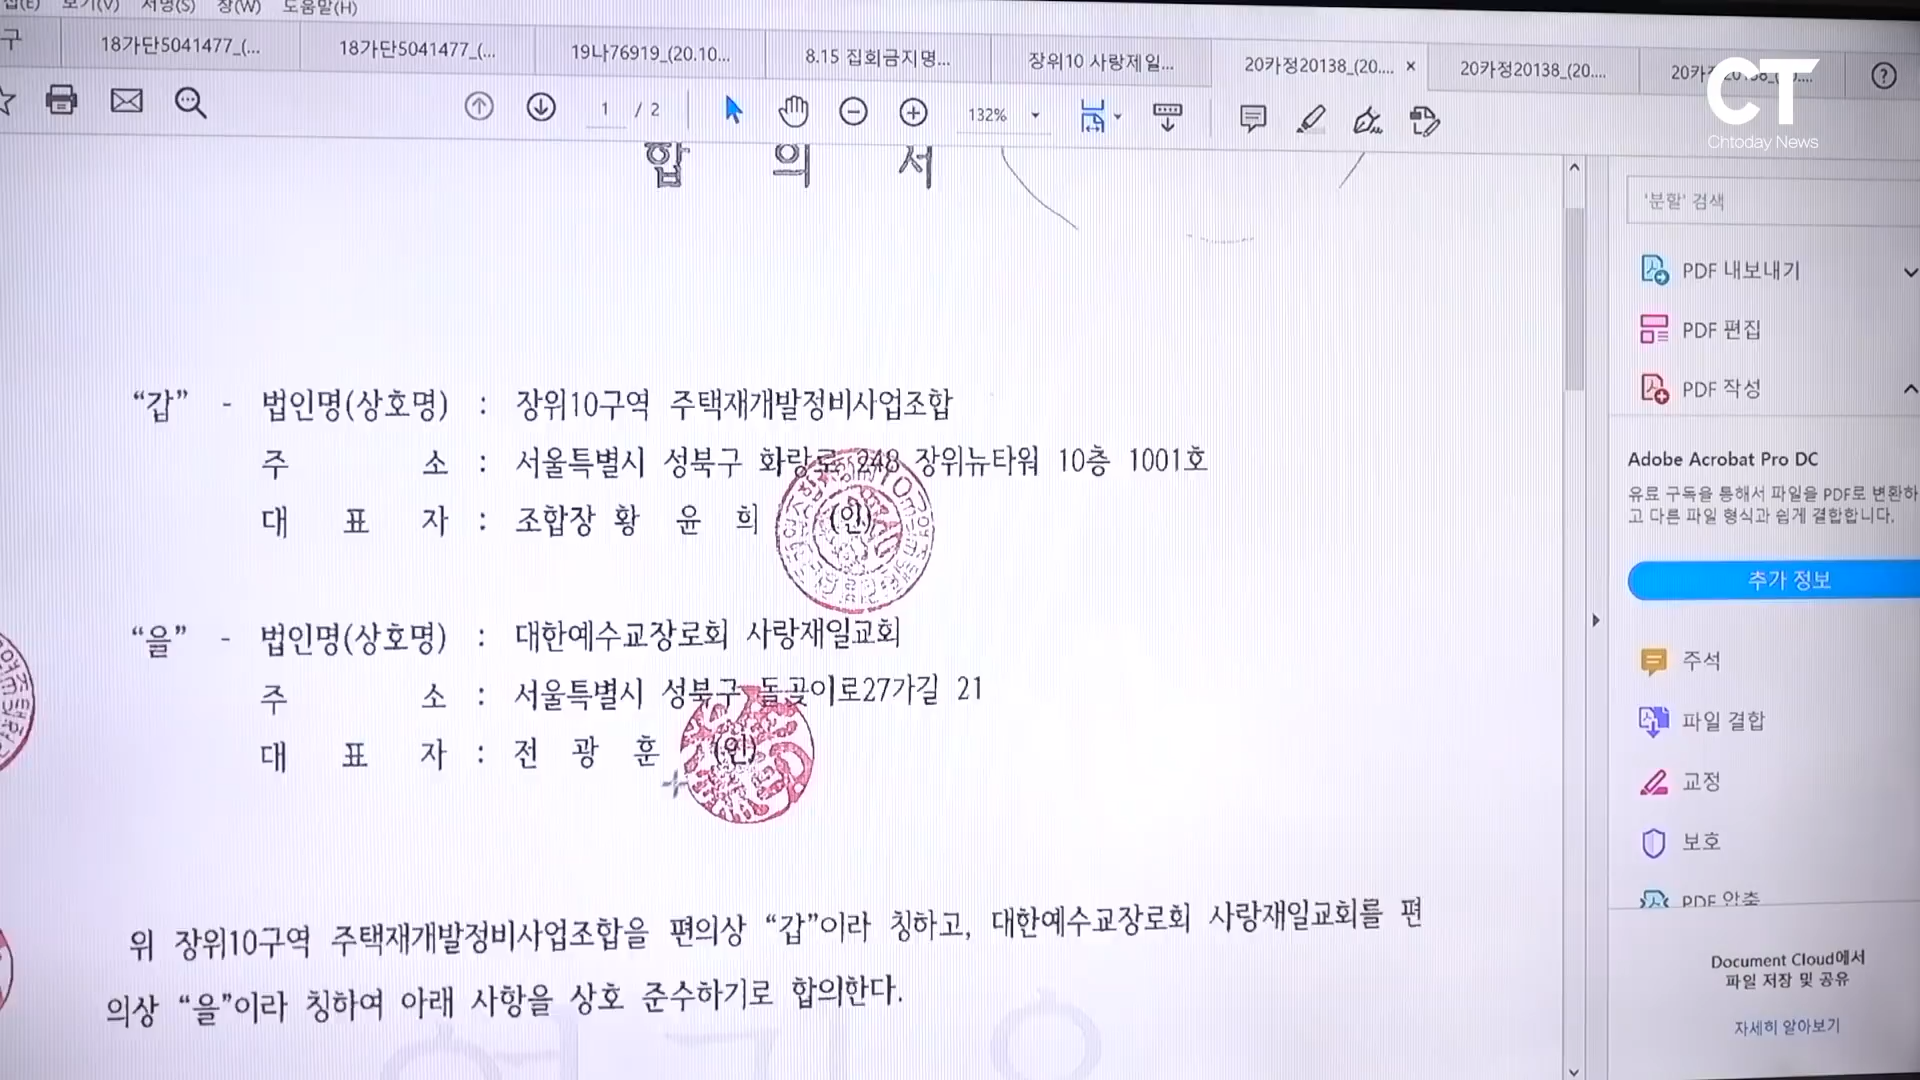 보기(V) 서명(S) 창(W) 도움말(H)
구 18가단5041477_(... 18가단5041477_(... 19나76919_(20.10... 8.15 집회금지명... 장위10 사랑제일... 20카정20138_(20.... × 20카정20138_(20....
CT
Chtoday News
1 / 2 132%
합 의 서
“갑” - 법인명(상호명) : 장위10구역 주택재개발정비사업조합
주 소 : 서울특별시 성북구 화랑로 248 장위뉴타워 10층 1001호
대 표 자 : 조합장 황 윤 희 (인)
“을” - 법인명(상호명) : 대한예수교장로회 사랑재일교회
주 소 : 서울특별시 성북구 돌곶이로27가길 21
대 표 자 : 전 광 훈 (인)
위 장위10구역 주택재개발정비사업조합을 편의상 “갑”이라 칭하고, 대한예수교장로회 사랑재일교회를 편
의상 “을”이라 칭하여 아래 사항을 상호 준수하기로 합의한다.
'분할' 검색
PDF 내보내기
PDF 편집
PDF 작성
Adobe Acrobat Pro DC
유료 구독을 통해서 파일을 PDF로 변환하
고 다른 파일 형식과 쉽게 결합합니다.
추가 정보
주석
파일 결합
교정
보호
PDF 압축
Document Cloud에서
파일 저장 및 공유
자세히 알아보기